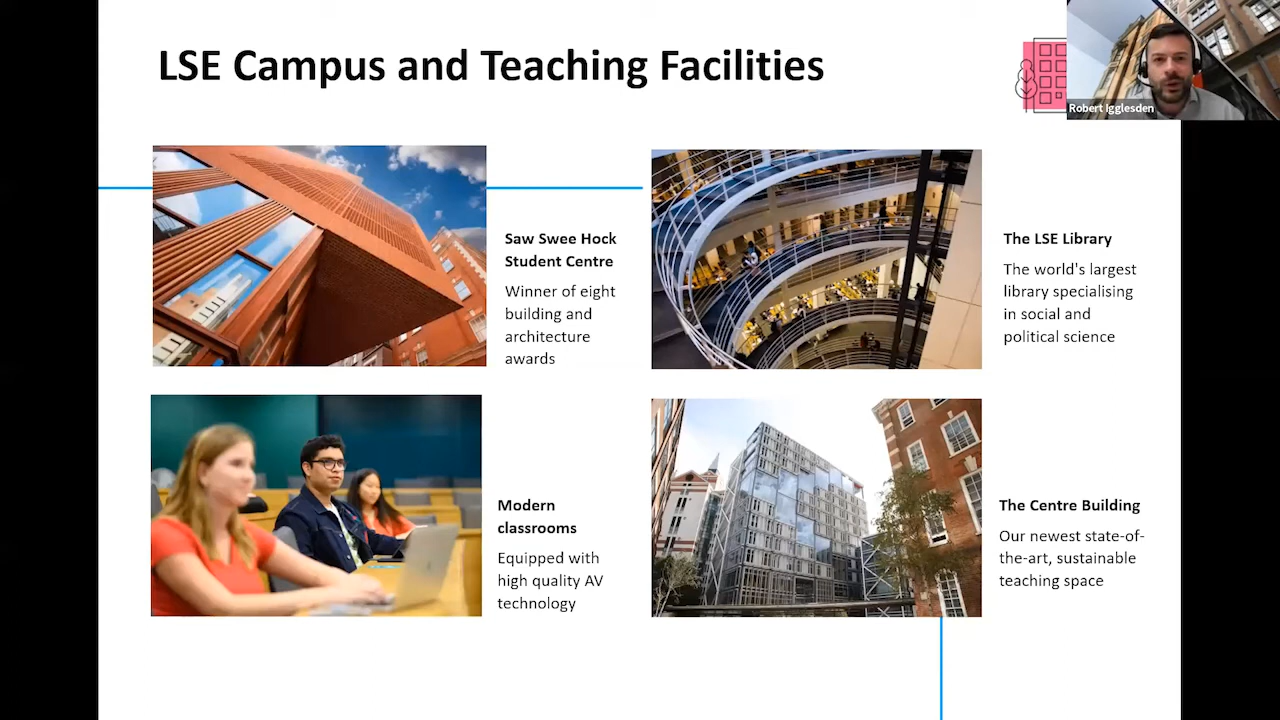 LSE Campus and Teaching Facilities
Robert Igglesden
Saw Swee Hock
Student Centre
Winner of eight
building and
architecture
awards
The LSE Library
The world's largest
library specialising
in social and
political science
Modern
classrooms
Equipped with
high quality AV
technology
The Centre Building
Our newest state-of-
the-art, sustainable
teaching space